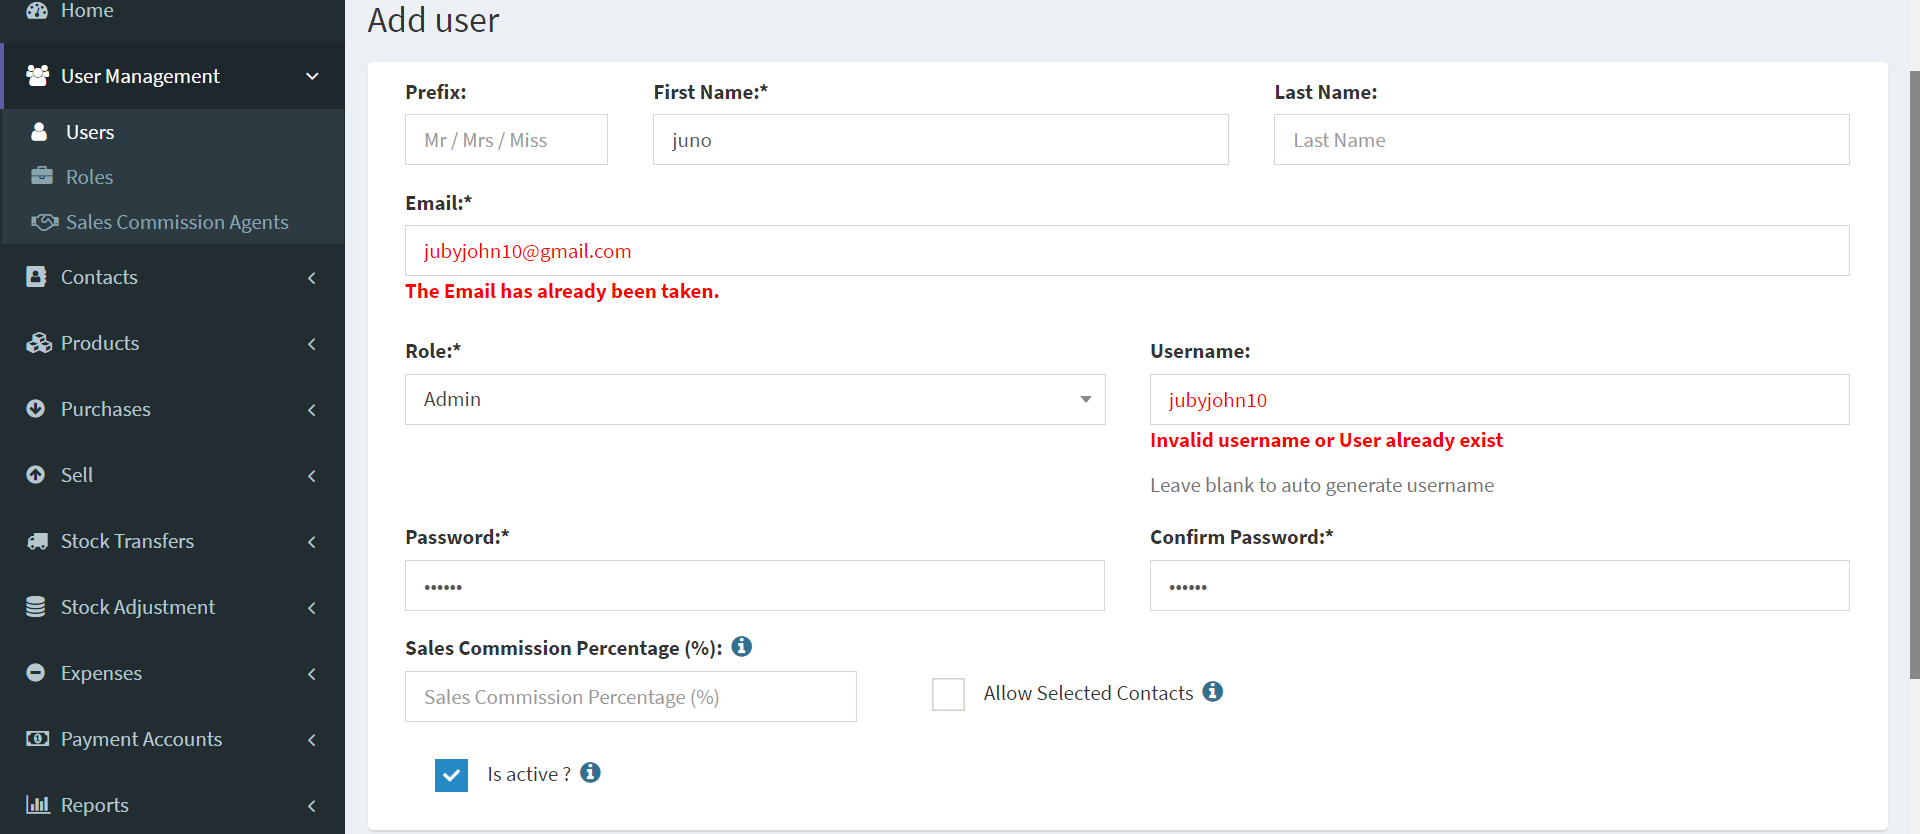 Home
User Management
Users
Roles
Sales Commission Agents
Contacts
Products
Purchases
Sell
Stock Transfers
Stock Adjustment
Expenses
Payment Accounts
Reports
Add user
Prefix: First Name:* Last Name:
Mr / Mrs / Miss juno Last Name
Email:*
jubyjohn10@gmail.com
The Email has already been taken.
Role:* Username:
Admin jubyjohn10
Invalid username or User already exist
Leave blank to auto generate username
Password:* Confirm Password:*
•••••• ••••••
Sales Commission Percentage (%):
Sales Commission Percentage (%) Allow Selected Contacts
Is active ?